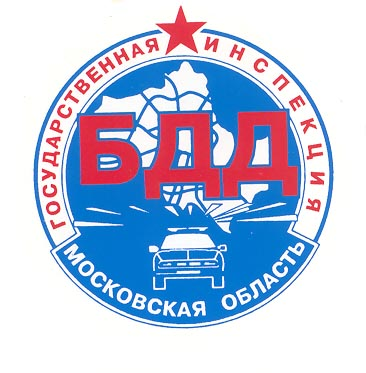 ГОСУДАРСТВЕННАЯ ИНСПЕКЦИЯ
БДД
МОСКОВСКАЯ ОБЛАСТЬ